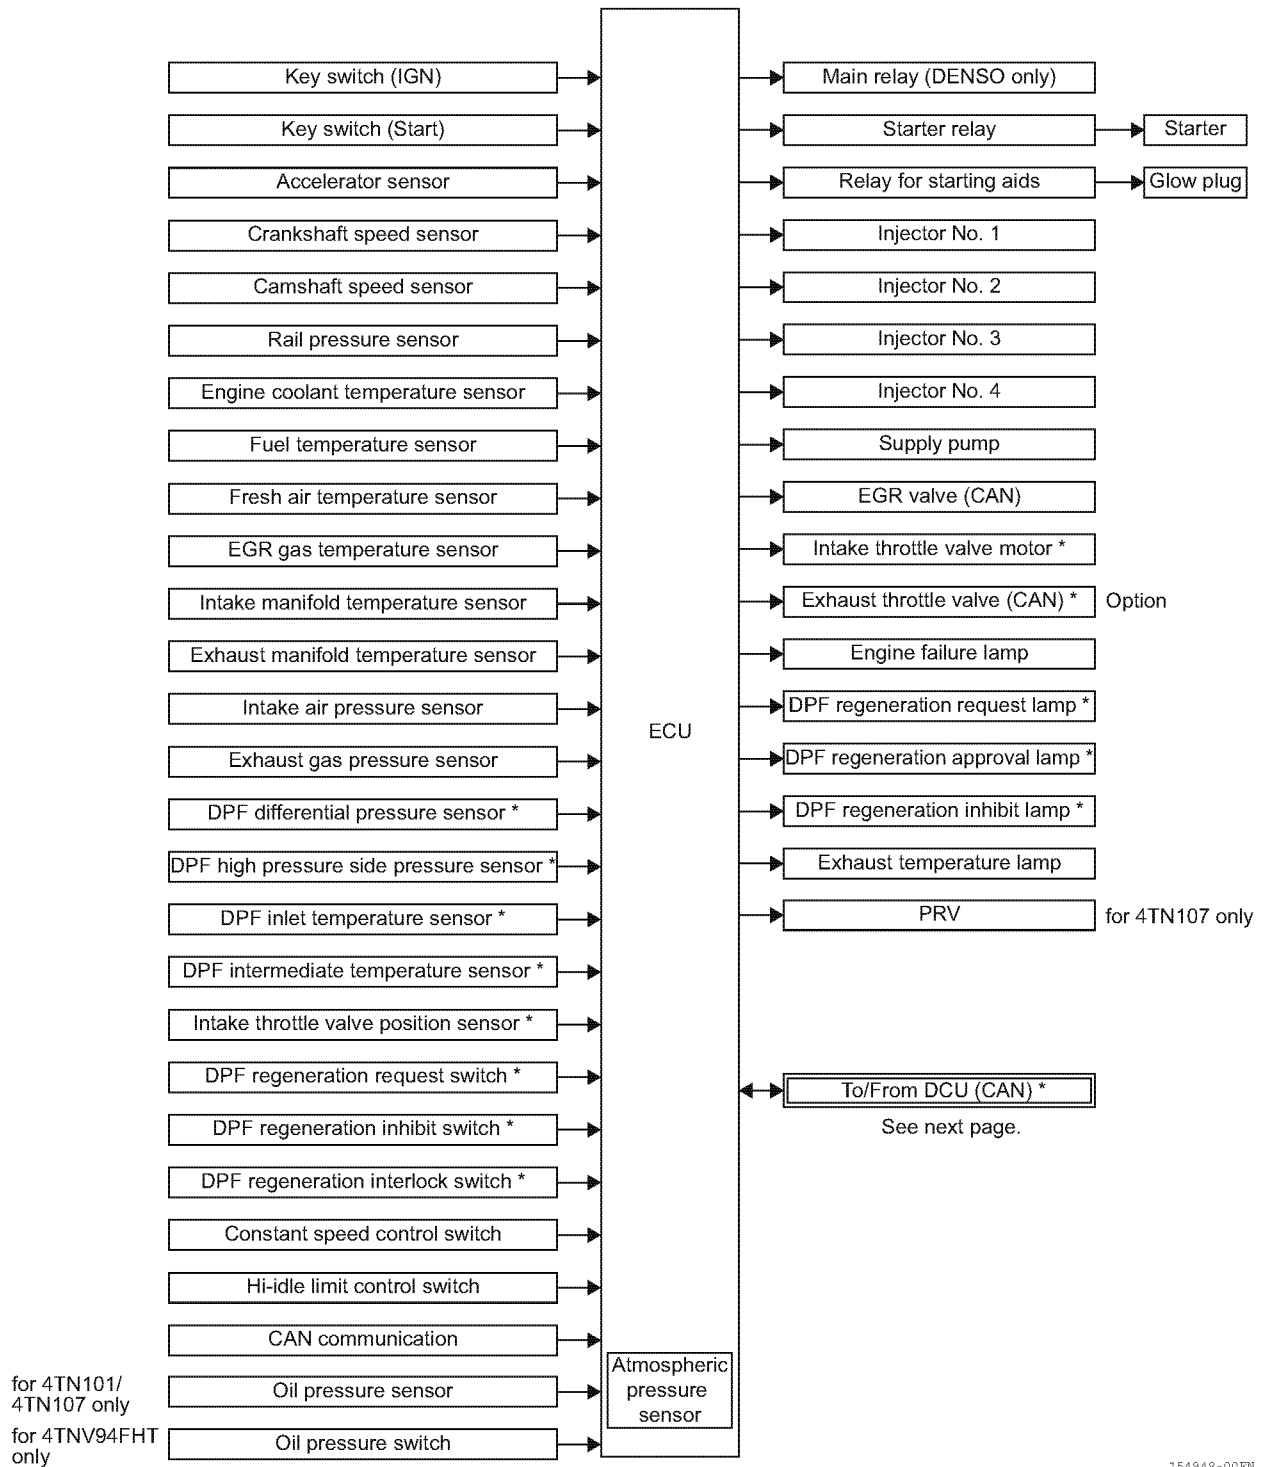 Key switch (IGN)
Key switch (Start)
Accelerator sensor
Crankshaft speed sensor
Camshaft speed sensor
Rail pressure sensor
Engine coolant temperature sensor
Fuel temperature sensor
Fresh air temperature sensor
EGR gas temperature sensor
Intake manifold temperature sensor
Exhaust manifold temperature sensor
Intake air pressure sensor
Exhaust gas pressure sensor
DPF differential pressure sensor *
DPF high pressure side pressure sensor *
DPF inlet temperature sensor *
DPF intermediate temperature sensor *
Intake throttle valve position sensor *
DPF regeneration request switch *
DPF regeneration inhibit switch *
DPF regeneration interlock switch *
Constant speed control switch
Hi-idle limit control switch
CAN communication
for 4TN101/
4TN107 only
Oil pressure sensor
for 4TNV94FHT
only
Oil pressure switch
ECU
Atmospheric
pressure
sensor
Main relay (DENSO only)
Starter relay
Starter
Relay for starting aids
Glow plug
Injector No. 1
Injector No. 2
Injector No. 3
Injector No. 4
Supply pump
EGR valve (CAN)
Intake throttle valve motor *
Exhaust throttle valve (CAN) *
Option
Engine failure lamp
DPF regeneration request lamp *
DPF regeneration approval lamp *
DPF regeneration inhibit lamp *
Exhaust temperature lamp
PRV
for 4TN107 only
To/From DCU (CAN) *
See next page.